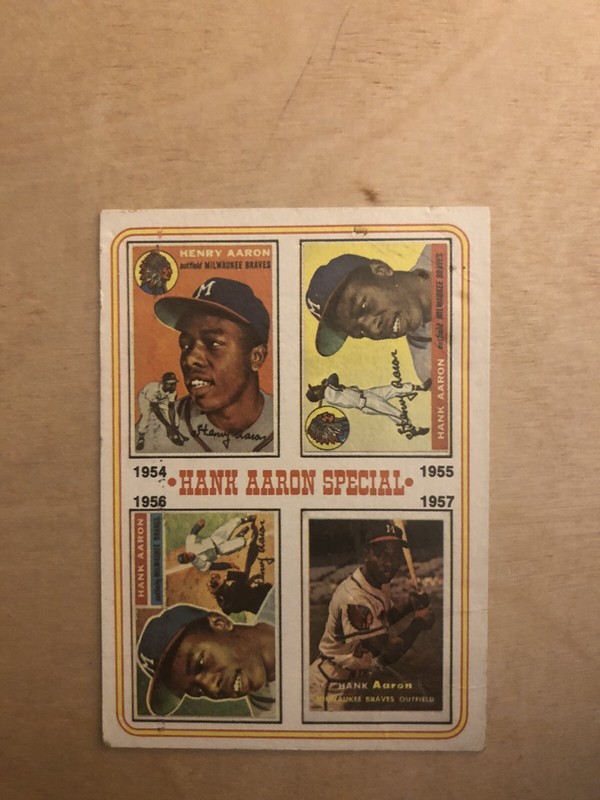 HENRY AARON
outfield MILWAUKEE BRAVES
M
Henry Aaron
HANK AARON
outfield MILWAUKEE BRAVES
M
Henry Aaron
1954
•HANK AARON SPECIAL•
1955
1956
1957
HANK AARON
outfield MILWAUKEE BRAVES
Henry Aaron
M
M
HANK Aaron
MILWAUKEE BRAVES OUTFIELD